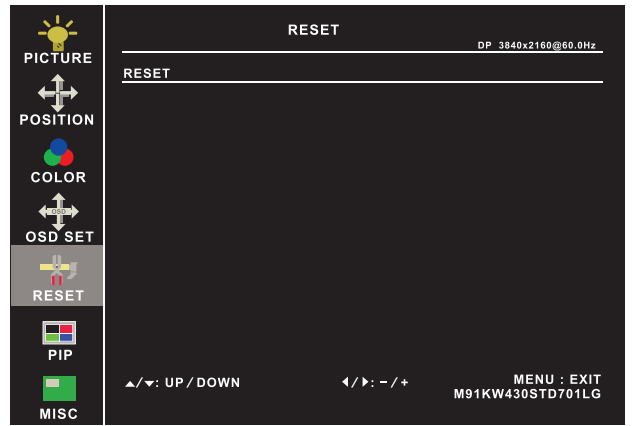 PICTURE
POSITION
COLOR
OSD
OSD SET
RESET
PIP
MISC
RESET
DP 3840x2160@60.0Hz
RESET
▲/▼: UP / DOWN
◀/▶: - / +
MENU : EXIT
M91KW430STD701LG